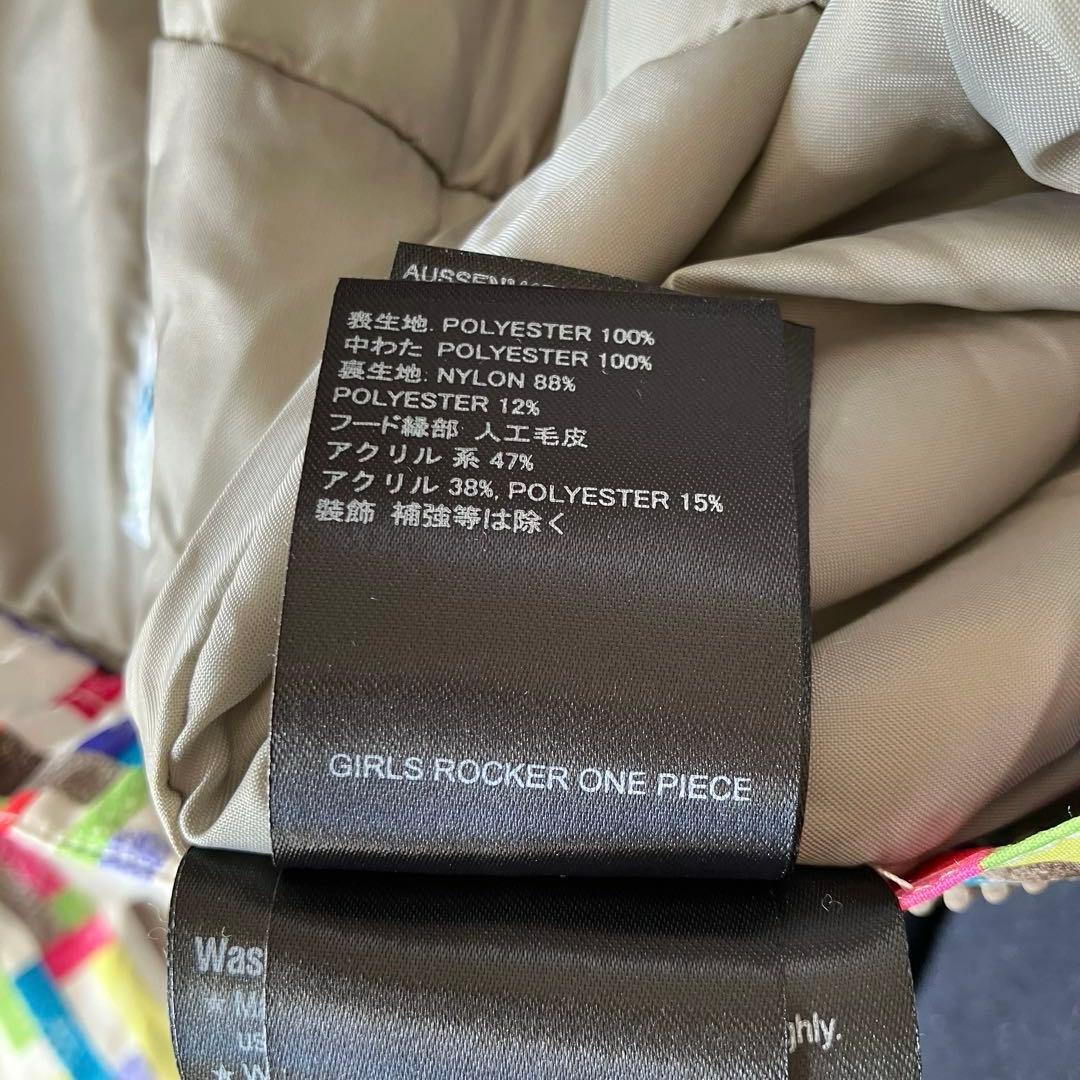 表生地. POLYESTER 100%
中わた POLYESTER 100%
裏生地. NYLON 88%
POLYESTER 12%
フード縁部 人工毛皮
アクリル 系 47%
アクリル 38%, POLYESTER 15%
装飾 補強等は除く
GIRLS ROCKER ONE PIECE